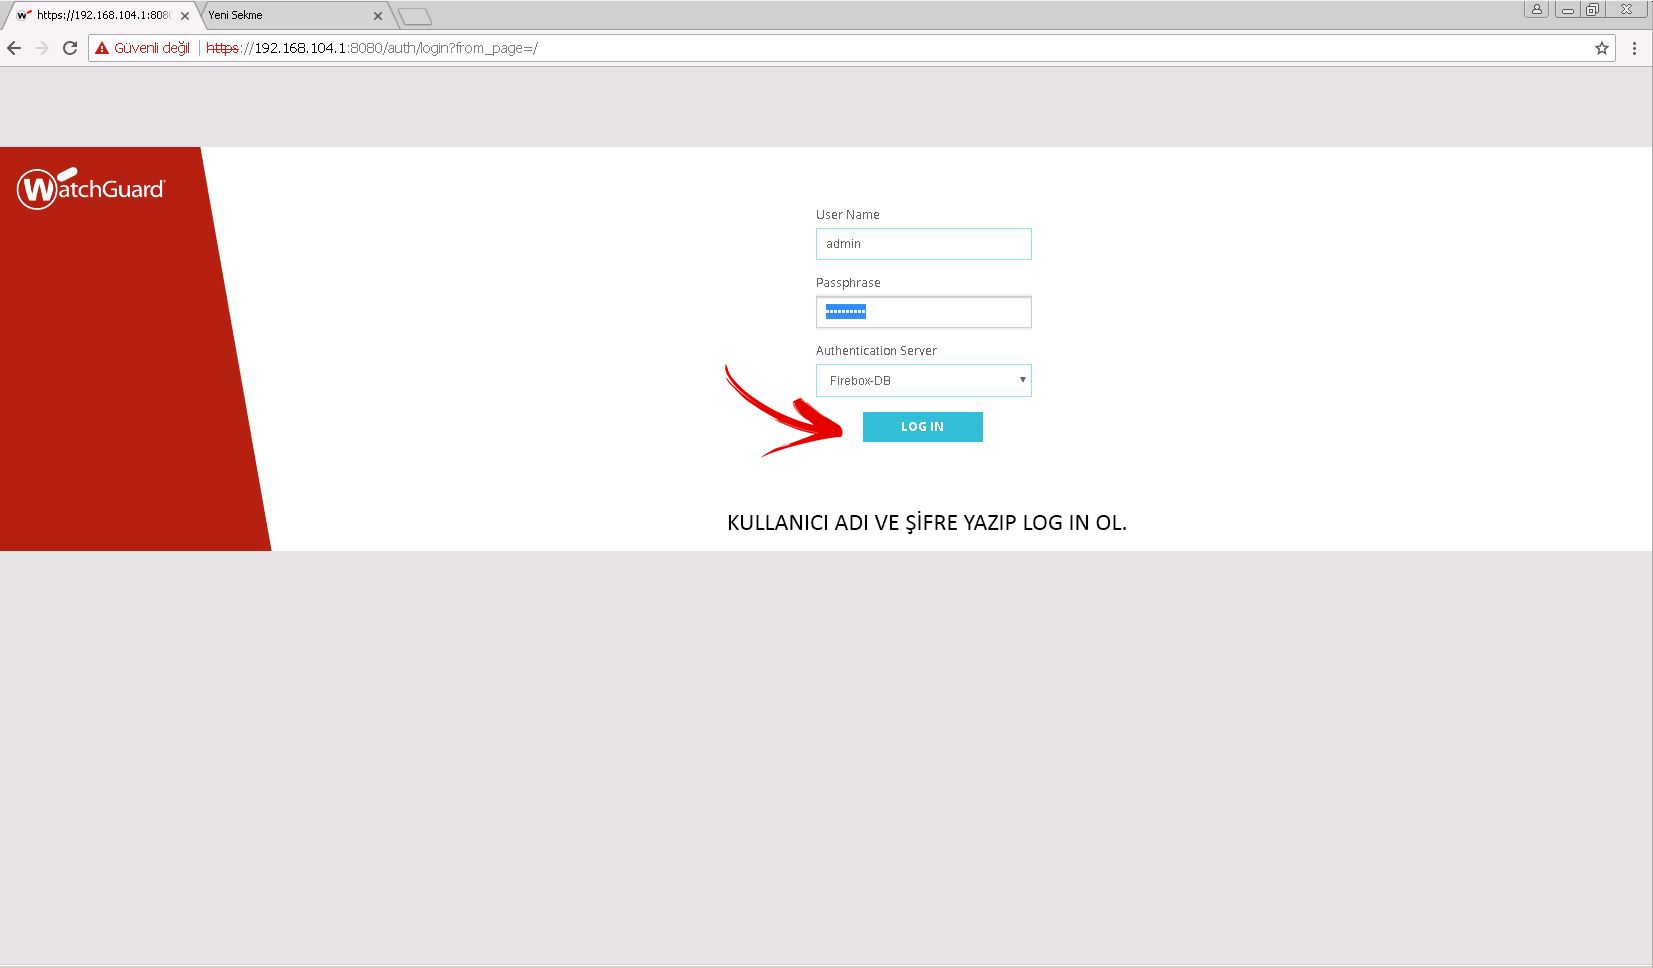 https://192.168.104.1:808
Yeni Sekme
Güvenli değil
https://192.168.104.1:8080/auth/login?from_page=/
WatchGuard
User Name
admin
Passphrase
••••••••••
Authentication Server
Firebox-DB
LOG IN
KULLANICI ADI VE ŞİFRE YAZIP LOG IN OL.